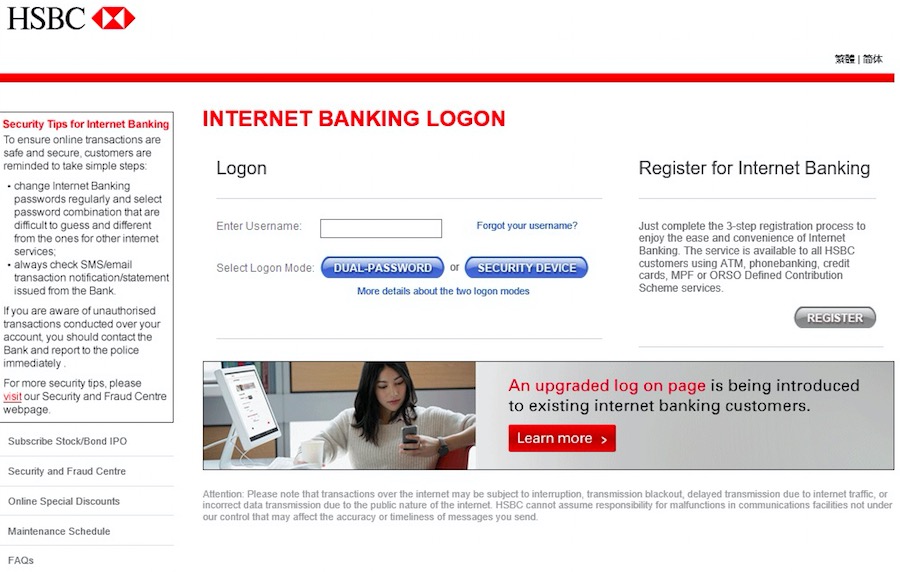 HSBC
繁體 | 简体
Security Tips for Internet Banking
To ensure online transactions are
safe and secure, customers are
reminded to take simple steps:
• change Internet Banking
passwords regularly and select
password combination that are
difficult to guess and different
from the ones for other internet
services;
• always check SMS/email
transaction notification/statement
issued from the Bank.
If you are aware of unauthorised
transactions conducted over your
account, you should contact the
Bank and report to the police
immediately .
For more security tips, please
visit our Security and Fraud Centre
webpage.
Subscribe Stock/Bond IPO
Security and Fraud Centre
Online Special Discounts
Maintenance Schedule
FAQs
INTERNET BANKING LOGON
Logon
Enter Username:
Forgot your username?
Select Logon Mode: DUAL-PASSWORD or SECURITY DEVICE
More details about the two logon modes
Register for Internet Banking
Just complete the 3-step registration process to
enjoy the ease and convenience of Internet
Banking. The service is available to all HSBC
customers using ATM, phonebanking, credit
cards, MPF or ORSO Defined Contribution
Scheme services.
REGISTER
An upgraded log on page is being introduced
to existing internet banking customers.
Learn more >
Attention: Please note that transactions over the internet may be subject to interruption, transmission blackout, delayed transmission due to internet traffic, or
incorrect data transmission due to the public nature of the internet. HSBC cannot assume responsibility for malfunctions in communications facilities not under
our control that may affect the accuracy or timeliness of messages you send.